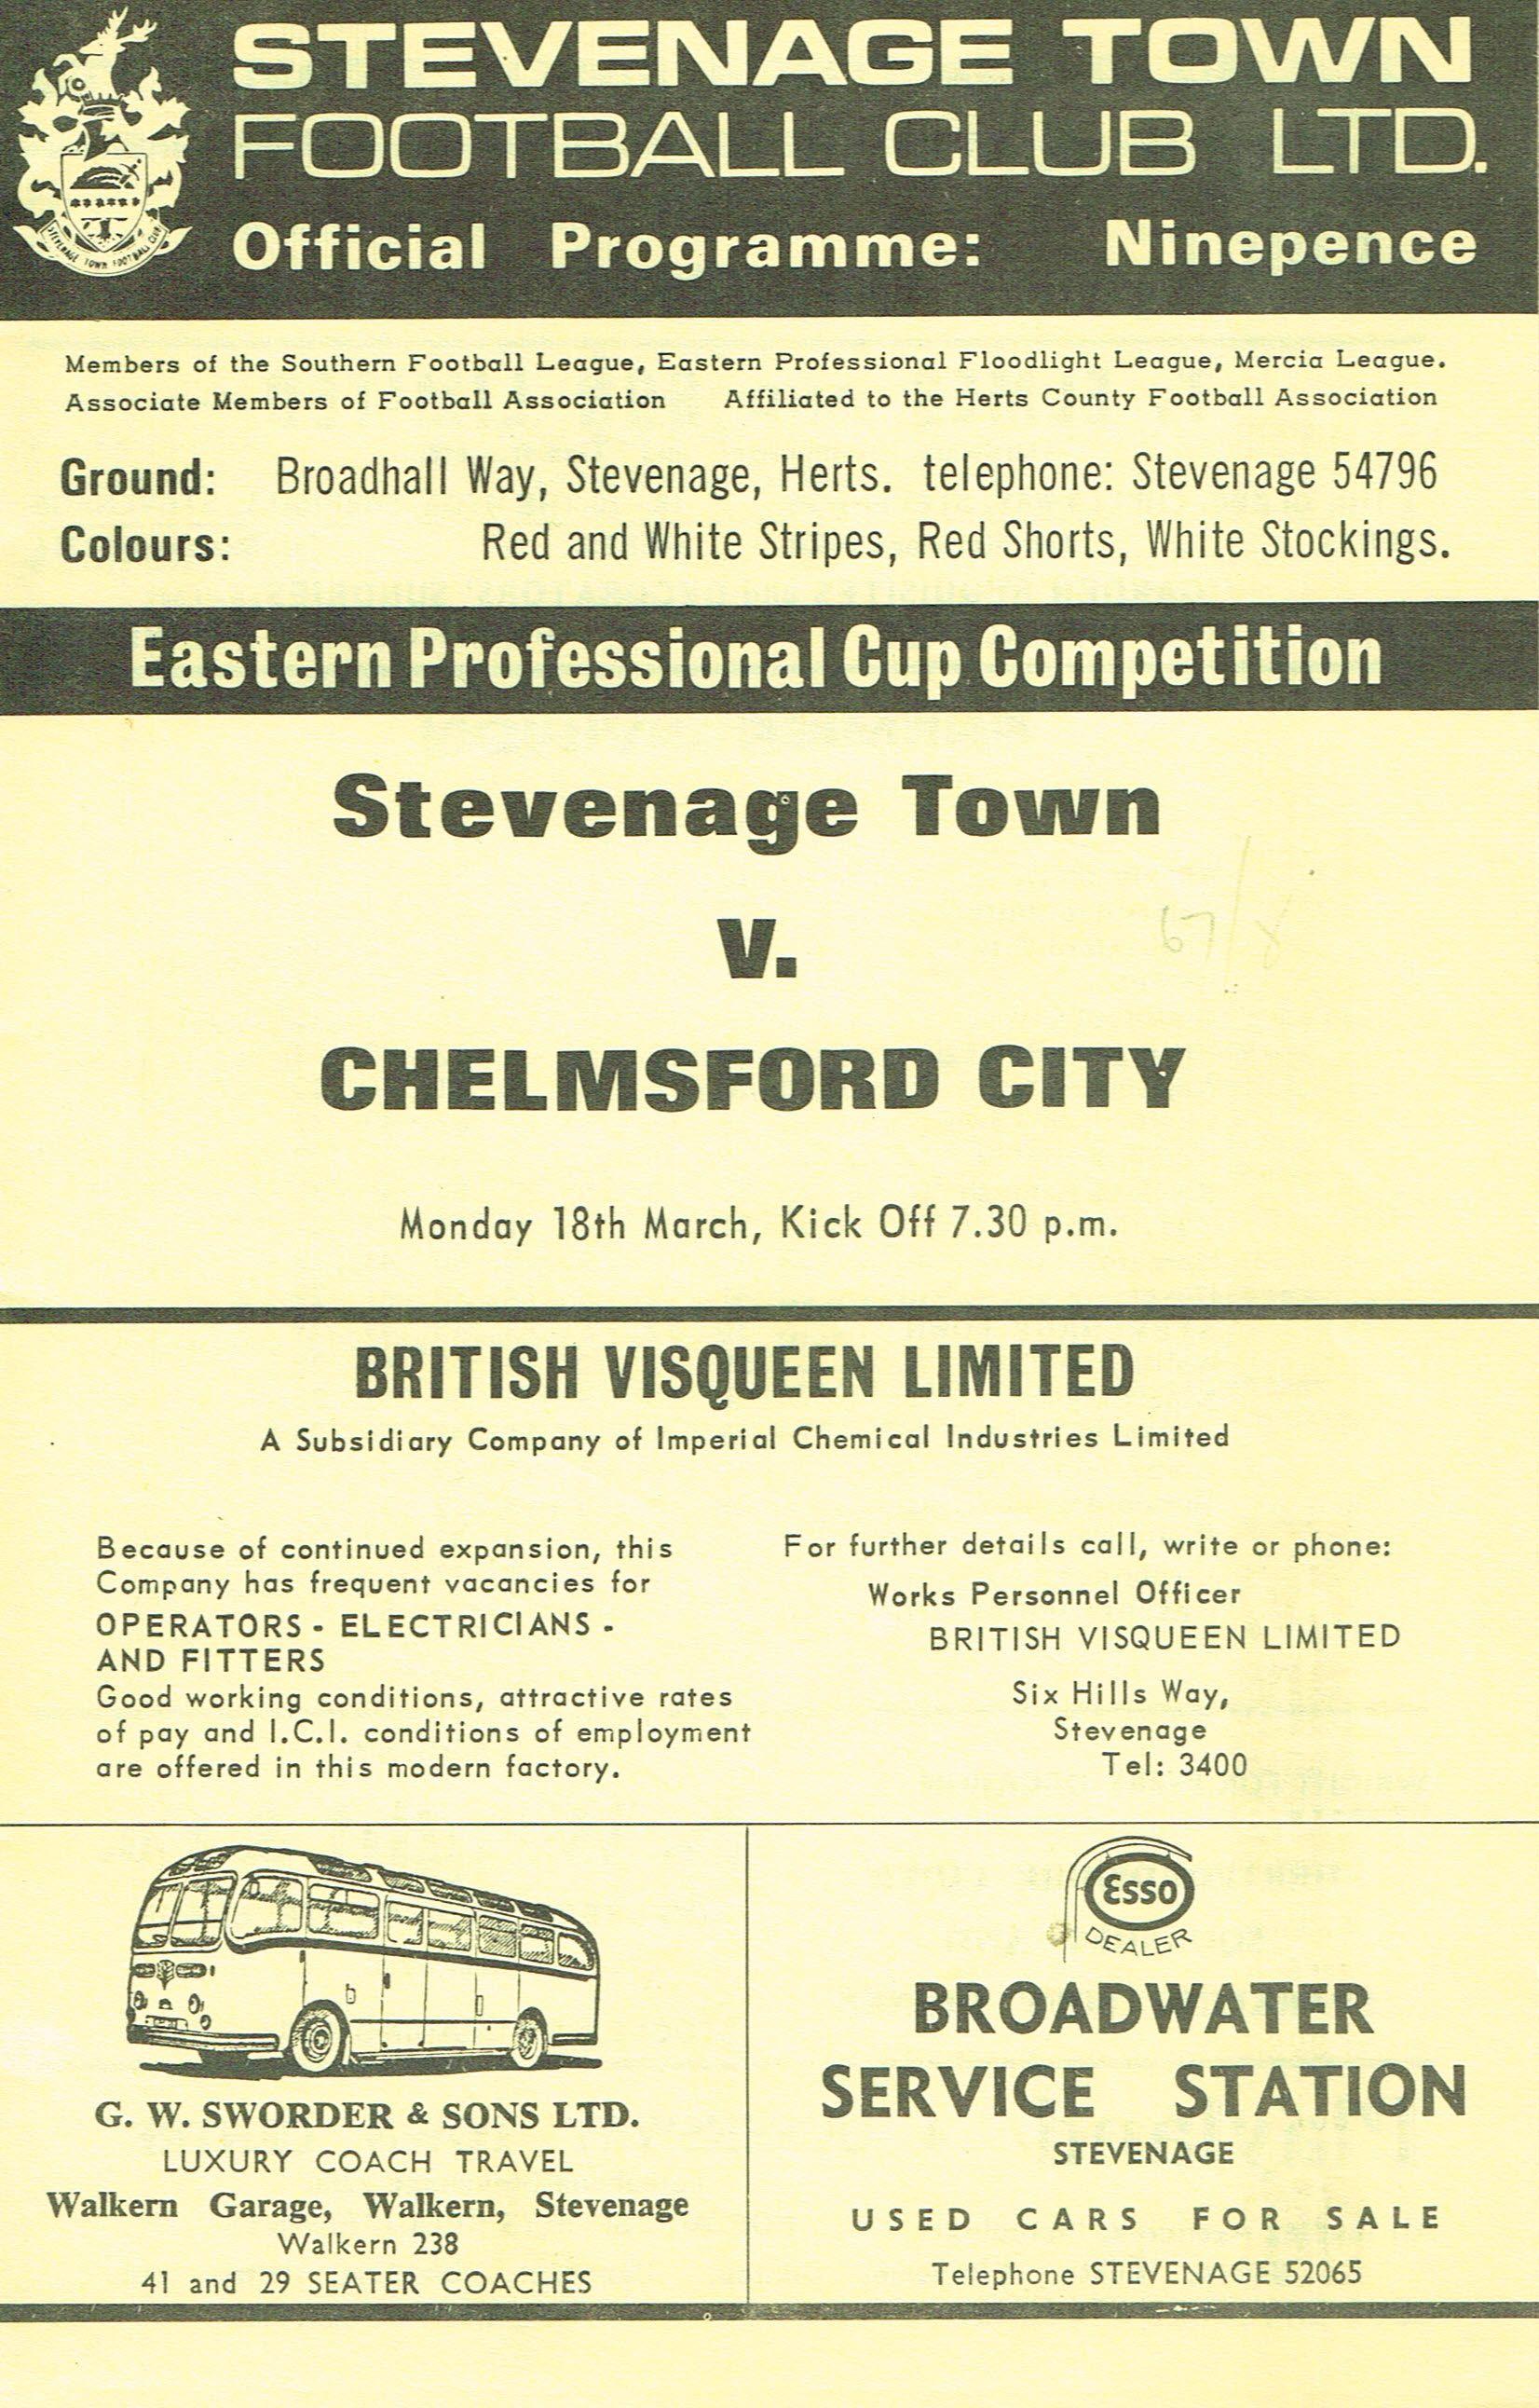 STEVENAGE TOWN
FOOTBALL CLUB LTD.
STEVENAGE TOWN FOOTBALL CLUB
Official Programme: Ninepence
Members of the Southern Football League, Eastern Professional Floodlight League, Mercia League.
Associate Members of Football Association Affiliated to the Herts County Football Association
Ground: Broadhall Way, Stevenage, Herts. telephone: Stevenage 54796
Colours: Red and White Stripes, Red Shorts, White Stockings.
Eastern Professional Cup Competition
Stevenage Town
v.
67/8
CHELMSFORD CITY
Monday 18th March, Kick Off 7.30 p.m.
BRITISH VISQUEEN LIMITED
A Subsidiary Company of Imperial Chemical Industries Limited
Because of continued expansion, this
Company has frequent vacancies for
OPERATORS - ELECTRICIANS -
AND FITTERS
Good working conditions, attractive rates
of pay and I.C.I. conditions of employment
are offered in this modern factory.
For further details call, write or phone:
Works Personnel Officer
BRITISH VISQUEEN LIMITED
Six Hills Way,
Stevenage
Tel: 3400
G. W. SWORDER & SONS LTD.
LUXURY COACH TRAVEL
Walkern Garage, Walkern, Stevenage
Walkern 238
41 and 29 SEATER COACHES
Esso
DEALER
BROADWATER
SERVICE STATION
STEVENAGE
USED CARS FOR SALE
Telephone STEVENAGE 52065